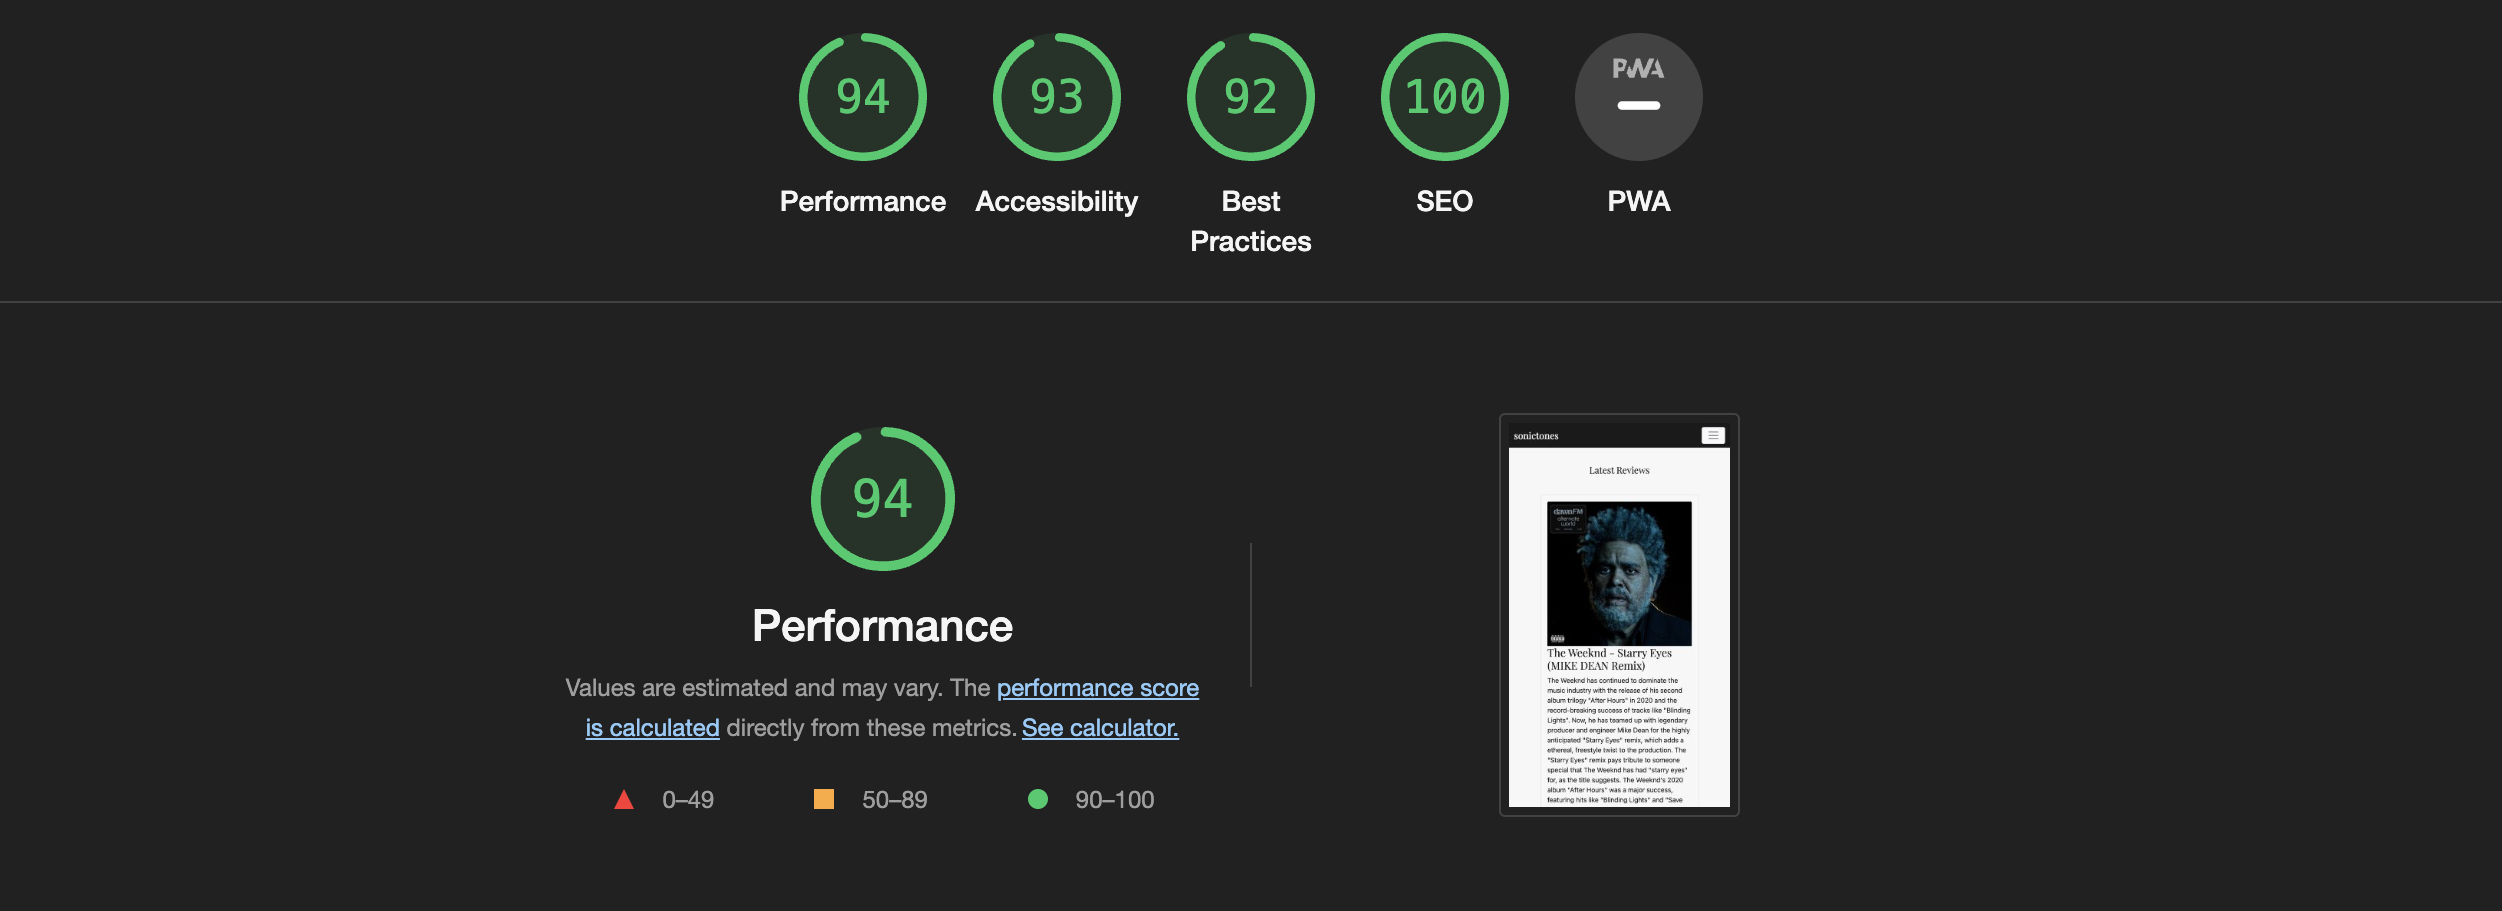 94
93
92
100
PWA
Performance
Accessibility
Best
Practices
SEO
PWA
94
Performance
Values are estimated and may vary. The performance score
is calculated directly from these metrics. See calculator.
0–49
50–89
90–100
sonictones
Latest Reviews
dawnFM
alternate
world
The Weeknd - Starry Eyes
(MIKE DEAN Remix)
The Weeknd has continued to dominate the
music industry with the release of his second
album trilogy "After Hours" in 2020 and the
record-breaking success of tracks like "Blinding
Lights". Now, he has teamed up with legendary
producer and engineer Mike Dean for the highly
anticipated "Starry Eyes" remix, which adds a
ethereal, freestyle twist to the production. The
"Starry Eyes" remix pays tribute to someone
special that The Weeknd has had "starry eyes"
for, as the title suggests. The Weeknd's 2020
album "After Hours" was a major success,
featuring hits like "Blinding Lights" and "Save